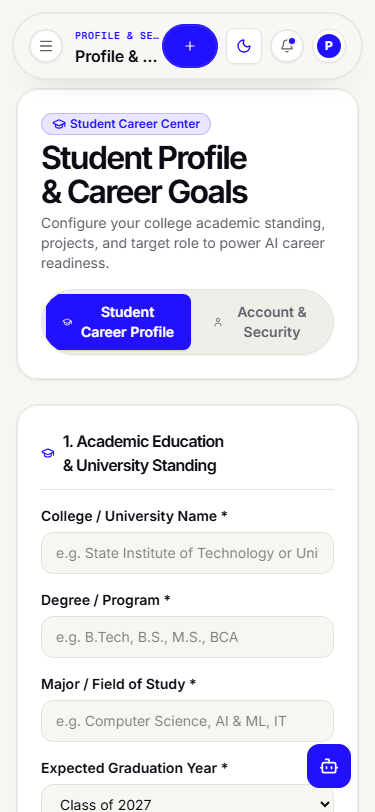 PROFILE & SE…
Profile & …
P
Student Career Center
Student Profile
& Career Goals
Configure your college academic standing,
projects, and target role to power AI career
readiness.
Student
Career Profile
Account &
Security
1. Academic Education
& University Standing
College / University Name *
e.g. State Institute of Technology or Uni
Degree / Program *
e.g. B.Tech, B.S., M.S., BCA
Major / Field of Study *
e.g. Computer Science, AI & ML, IT
Expected Graduation Year *
Class of 2027